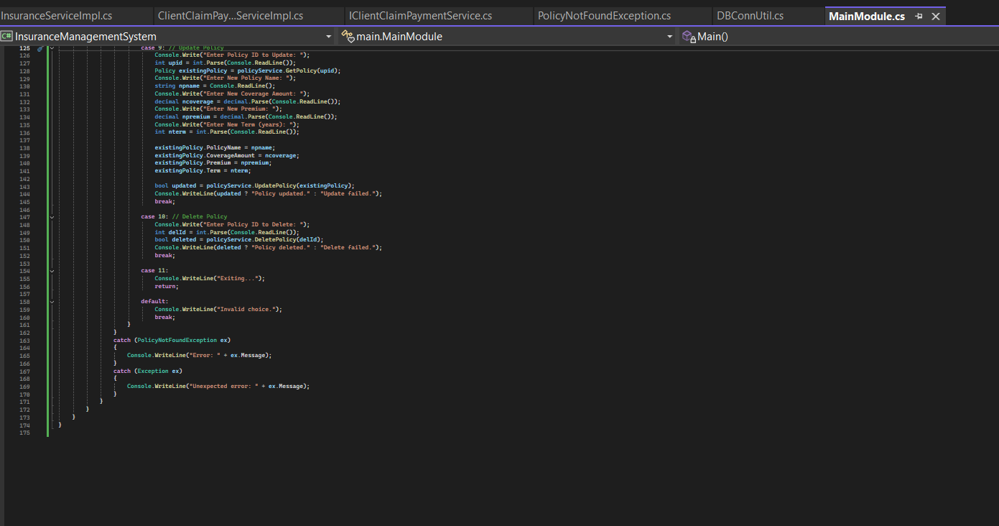 InsuranceServiceImpl.cs ClientClaimPay...ServiceImpl.cs IClientClaimPaymentService.cs PolicyNotFoundException.cs DBConnUtil.cs MainModule.cs
C# InsuranceManagementSystem main.MainModule Main()
125 case 9: // Update Policy
126 Console.Write("Enter Policy ID to Update: ");
127 int upid = int.Parse(Console.ReadLine());
128 Policy existingPolicy = policyService.GetPolicy(upid);
129 Console.Write("Enter New Policy Name: ");
130 string npname = Console.ReadLine();
131 Console.Write("Enter New Coverage Amount: ");
132 decimal ncoverage = decimal.Parse(Console.ReadLine());
133 Console.Write("Enter New Premium: ");
134 decimal npremium = decimal.Parse(Console.ReadLine());
135 Console.Write("Enter New Term (years): ");
136 int nterm = int.Parse(Console.ReadLine());
137
138 existingPolicy.PolicyName = npname;
139 existingPolicy.CoverageAmount = ncoverage;
140 existingPolicy.Premium = npremium;
141 existingPolicy.Term = nterm;
142
143 bool updated = policyService.UpdatePolicy(existingPolicy);
144 Console.WriteLine(updated ? "Policy updated." : "Update failed.");
145 break;
146
147 case 10: // Delete Policy
148 Console.Write("Enter Policy ID to Delete: ");
149 int delId = int.Parse(Console.ReadLine());
150 bool deleted = policyService.DeletePolicy(delId);
151 Console.WriteLine(deleted ? "Policy deleted." : "Delete failed.");
152 break;
153
154 case 11:
155 Console.WriteLine("Exiting...");
156 return;
157
158 default:
159 Console.WriteLine("Invalid choice.");
160 break;
161 }
162 }
163 catch (PolicyNotFoundException ex)
164 {
165 Console.WriteLine("Error: " + ex.Message);
166 }
167 catch (Exception ex)
168 {
169 Console.WriteLine("Unexpected error: " + ex.Message);
170 }
171 }
172 }
173 }
174 }
175